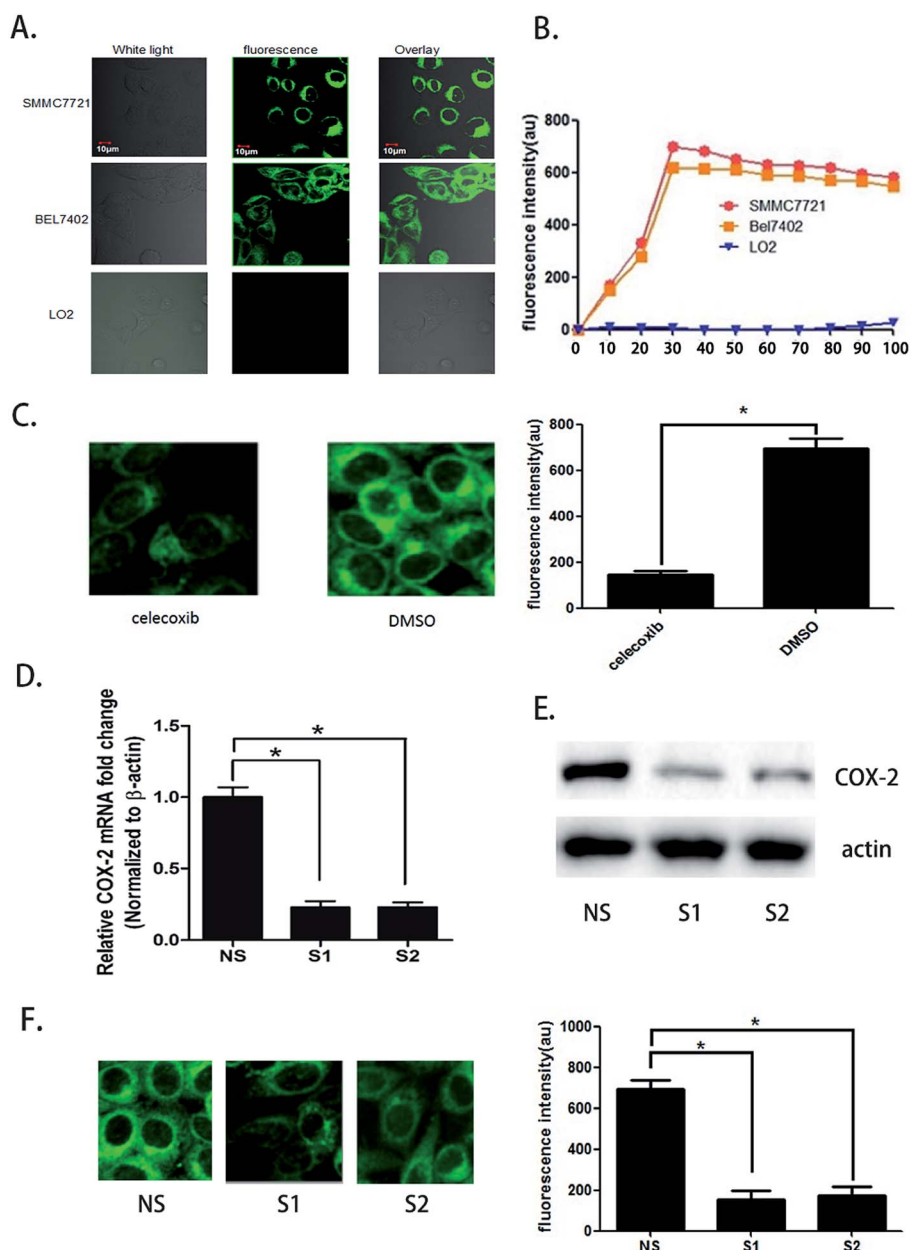 A.
White light fluorescence Overlay
SMMC7721
10μm 10μm 10μm
BEL7402
LO2
B.
fluorescence intensity(au)
800
600
400
200
0
SMMC7721
Bel7402
LO2
0 10 20 30 40 50 60 70 80 90 100
C.
celecoxib DMSO
fluorescence intensity(au)
800
600
400
200
0
*
celecoxib
DMSO
D.
Relative COX-2 mRNA fold change
(Normalized to β-actin)
1.5
1.0
0.5
0.0
*
*
NS S1 S2
E.
COX-2
actin
NS S1 S2
F.
NS S1 S2
fluorescence intensity(au)
1000
800
600
400
200
0
*
*
NS S1 S2